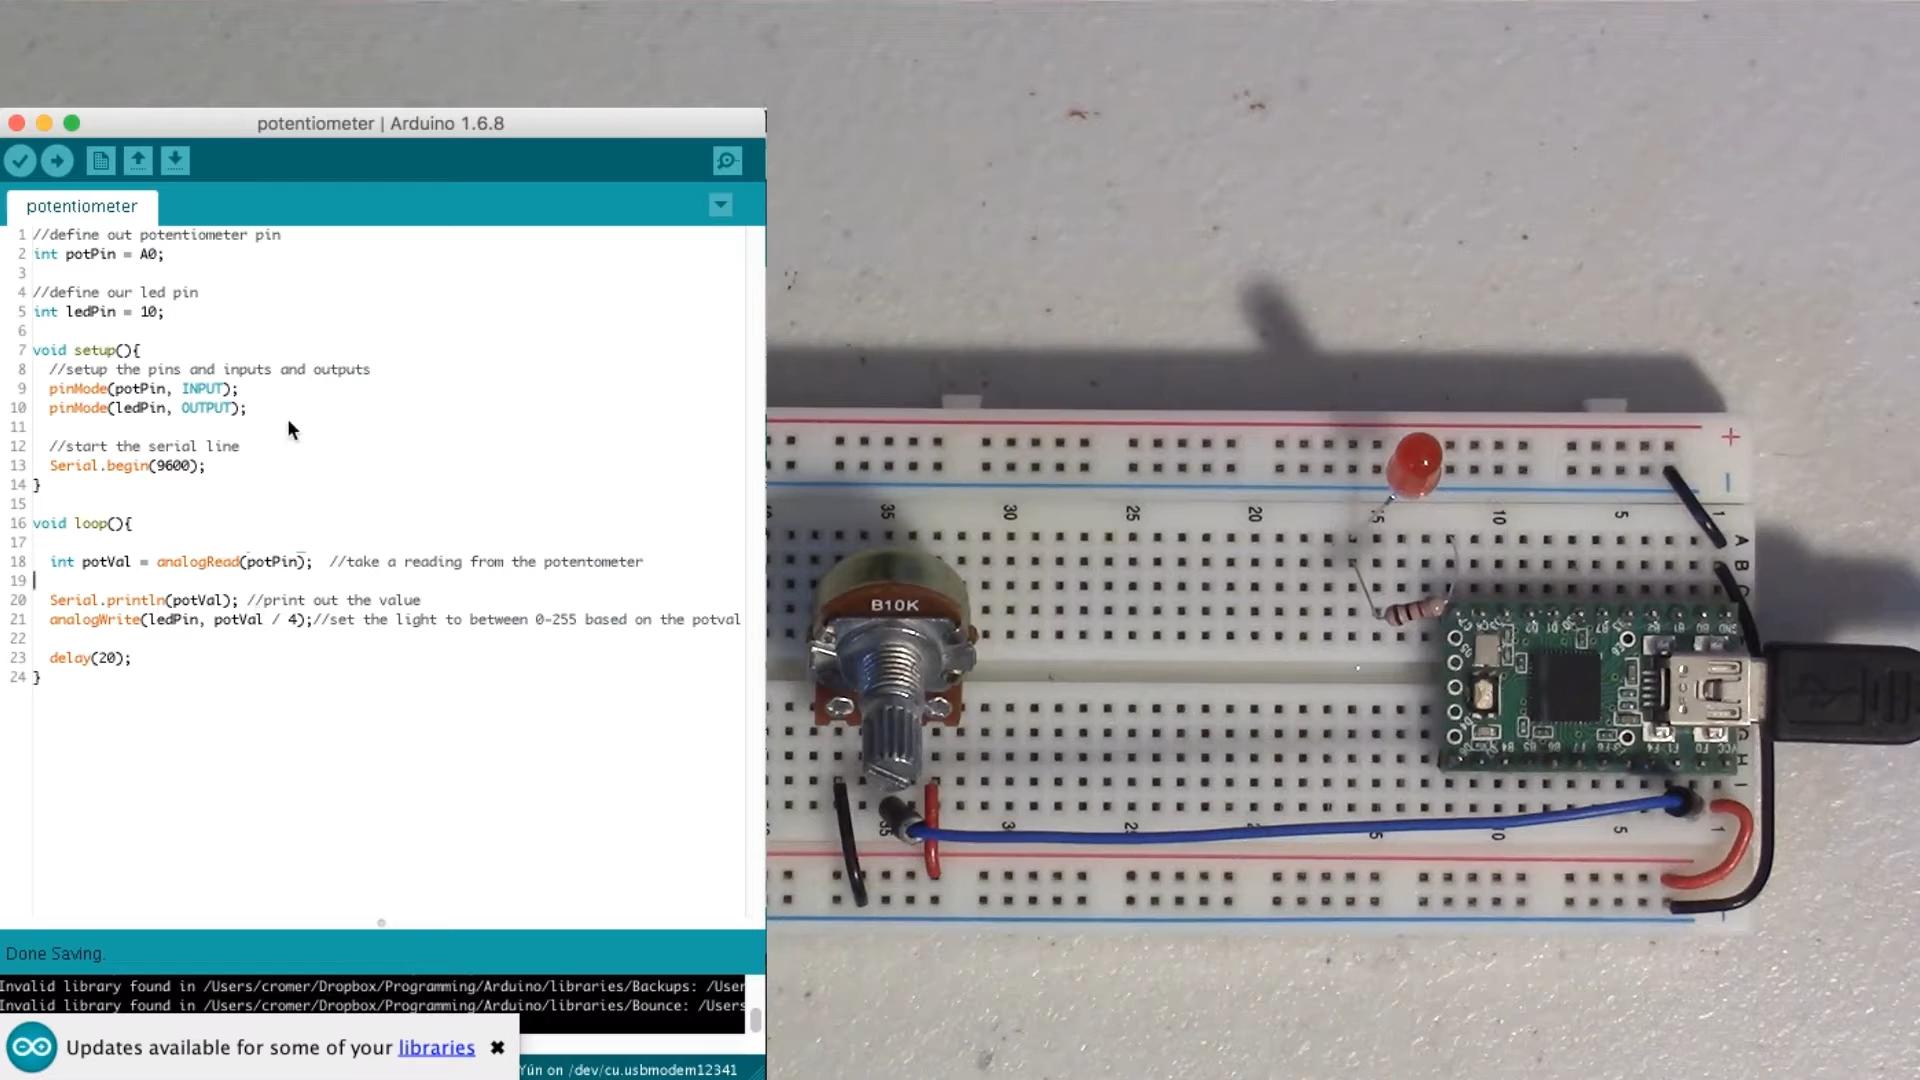 potentiometer | Arduino 1.6.8
potentiometer
1 //define out potentiometer pin
2 int potPin = A0;
3
4 //define our led pin
5 int ledPin = 10;
6
7 void setup(){
8 //setup the pins and inputs and outputs
9 pinMode(potPin, INPUT);
10 pinMode(ledPin, OUTPUT);
11
12 //start the serial line
13 Serial.begin(9600);
14 }
15
16 void loop(){
17
18 int potVal = analogRead(potPin); //take a reading from the potentometer
19
20 Serial.println(potVal); //print out the value
21 analogWrite(ledPin, potVal / 4);//set the light to between 0-255 based on the potval
22
23 delay(20);
24 }
Done Saving.
Invalid library found in /Users/cromer/Dropbox/Programming/Arduino/libraries/Backups: /User
Invalid library found in /Users/cromer/Dropbox/Programming/Arduino/libraries/Bounce: /Users
Updates available for some of your libraries
Yún on /dev/cu.usbmodem12341
+
−
35 30 25 20 15 10 5 1
A
B
B10K
35 15 10 5 1